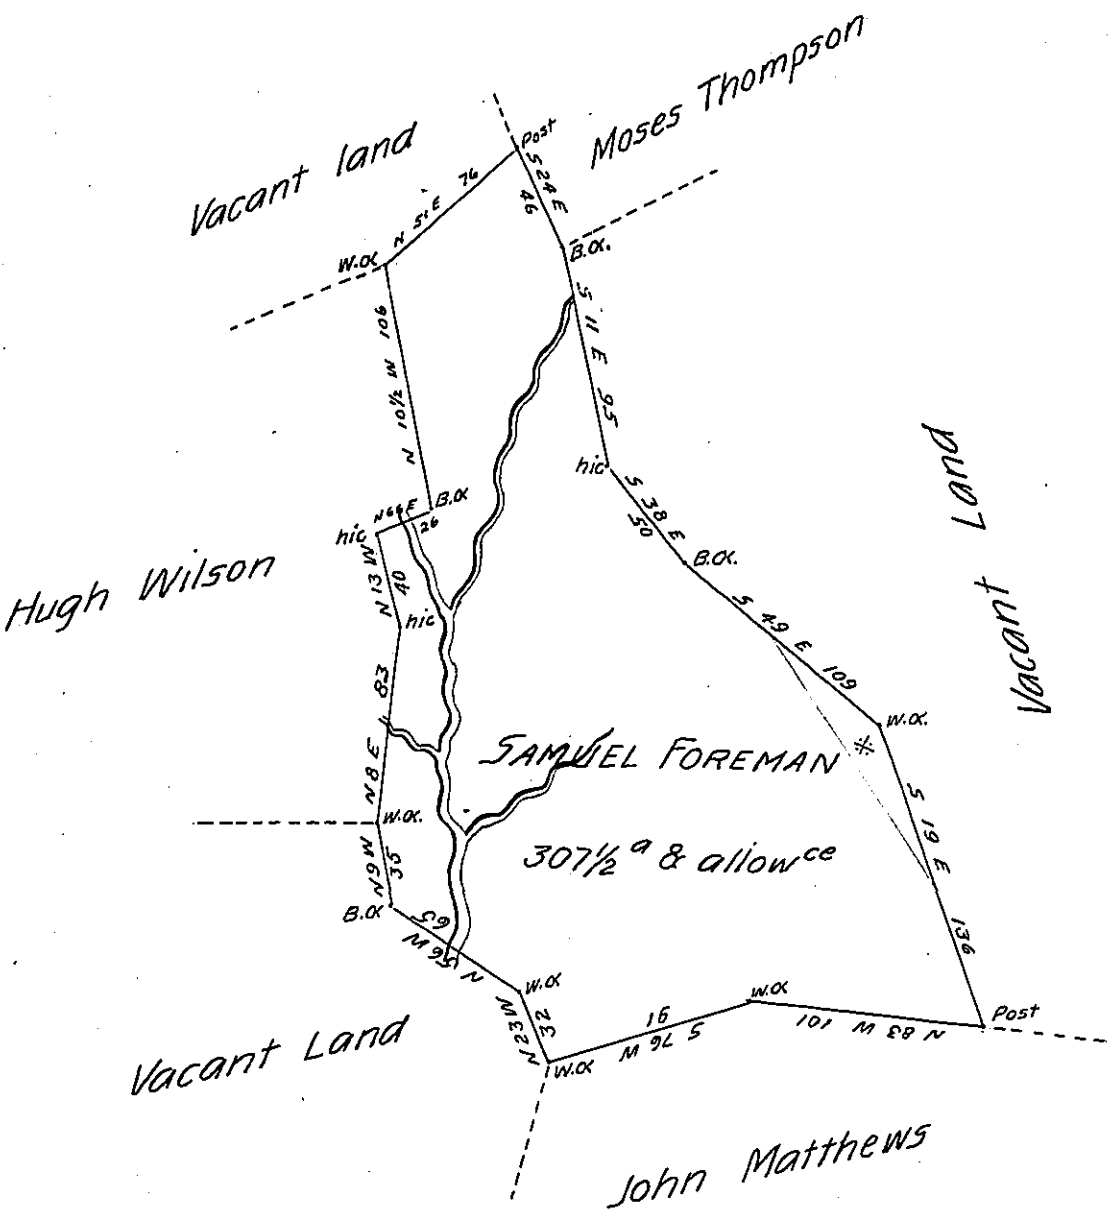 Moses Thompson
Vacant land
Post
S 24 E
46
N 51 E 76
W.O.
B.O.
N 10½ W 106
S 11 E 95
hic
S 38 E
50
B.O.
S 49 E 109
W.O.
※
S 19 E 136
Post
Vacant Land
B.O
N 66 E
26
hic
N 13 W
40
hic
Hugh Wilson
N 8 E 83
W.O.
SAMUEL FOREMAN
307½ a & allowce
N 9 W
35
B.O
N 56 W
65
W.O
N 23 W
32
W.O
S 76 W
91
W.O
N 83 W 101
Vacant Land
John Matthews